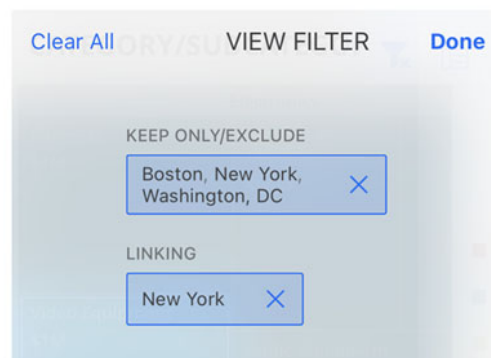 Clear All VIEW FILTER Done
KEEP ONLY/EXCLUDE
Boston, New York,
Washington, DC
LINKING
New York